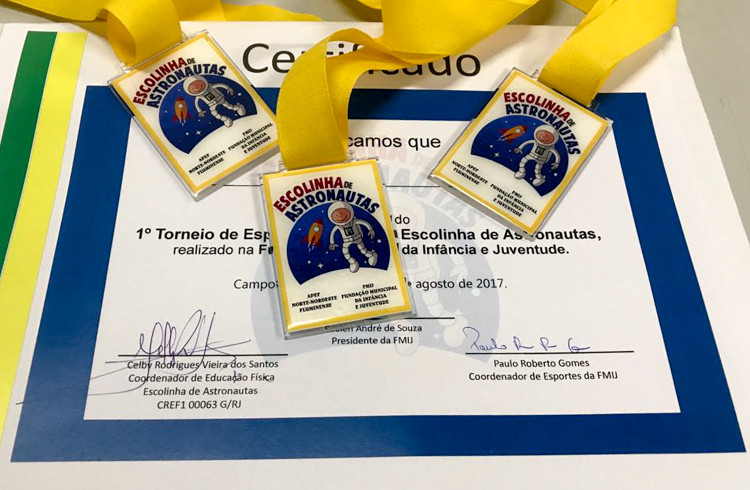 Certificado
ESCOLINHA DE
ASTRONAUTAS
APEF
NORTE-NORDESTE
FLUMINENSE
FMIJ
FUNDAÇÃO MUNICIPAL
DA INFÂNCIA
E JUVENTUDE
ESCOLINHA DE
ASTRONAUTAS
APEF
NORTE-NORDESTE
FLUMINENSE
FMIJ
FUNDAÇÃO MUNICIPAL
DA INFÂNCIA
E JUVENTUDE
ESCOLINHA DE
ASTRONAUTAS
APEF
NORTE-NORDESTE
FLUMINENSE
FMIJ
FUNDAÇÃO MUNICIPAL
DA INFÂNCIA
E JUVENTUDE
camos que
do
1º Torneio de Esp Escolinha de Astronautas,
realizado na F da Infância e Juventude.
Campo agosto de 2017.
André de Souza
Presidente da FMIJ
Celby Rodrigues Vieira dos Santos
Coordenador de Educação Física
Escolinha de Astronautas
CREF1 00063 G/RJ
Paulo Roberto Gomes
Coordenador de Esportes da FMIJ